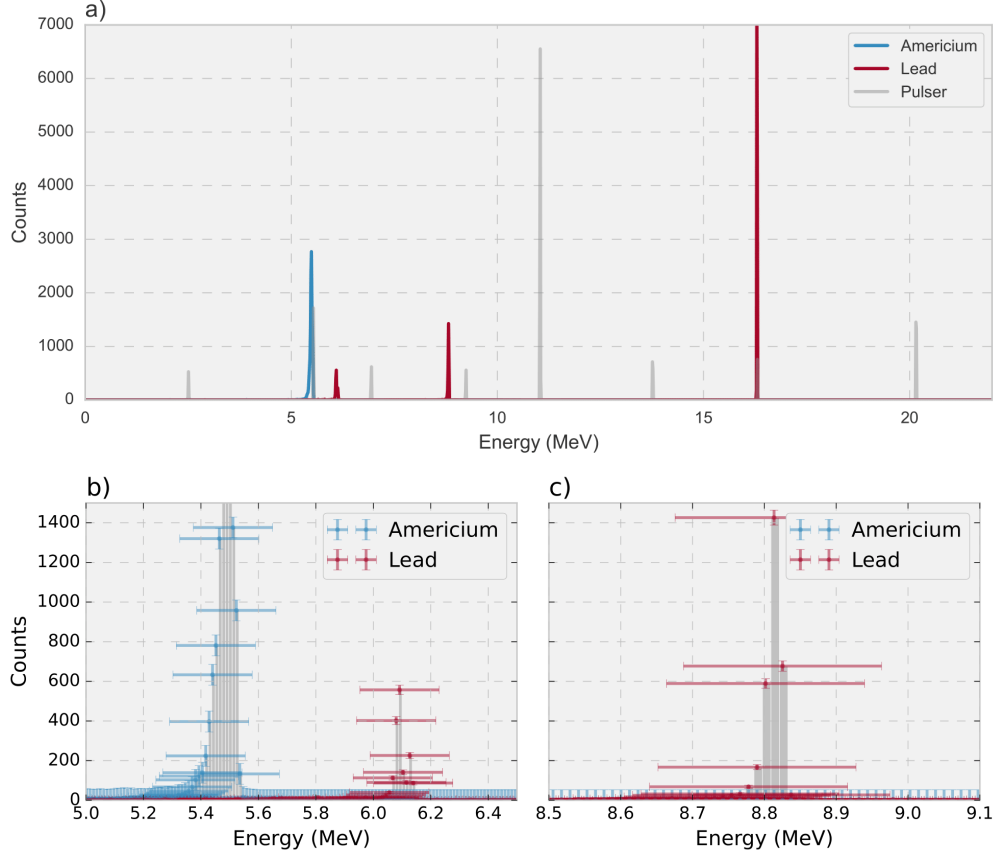 a)
7000
6000
5000
4000
3000
2000
1000
0
Counts
Americium
Lead
Pulser
0 5 10 15 20
Energy (MeV)
b)
1400
1200
1000
800
600
400
200
0
Counts
Americium
Lead
5.0 5.2 5.4 5.6 5.8 6.0 6.2 6.4
Energy (MeV)
c)
Americium
Lead
8.5 8.6 8.7 8.8 8.9 9.0 9.1
Energy (MeV)